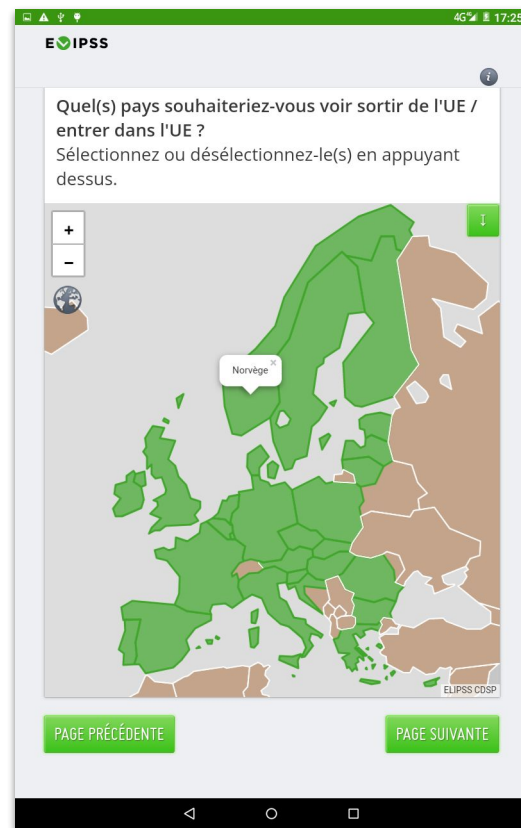 4G 17:25
ELIPSS
i
Quel(s) pays souhaiteriez-vous voir sortir de l'UE /
entrer dans l'UE ?
Sélectionnez ou désélectionnez-le(s) en appuyant
dessus.
+
−
Norvège ×
ELIPSS CDSP
PAGE PRÉCÉDENTE PAGE SUIVANTE